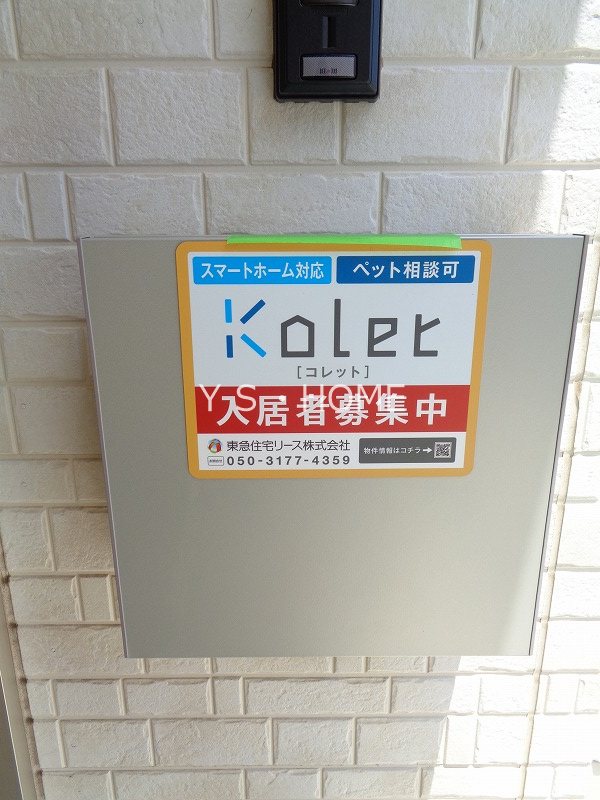 スマートホーム対応 ペット相談可
Kolet
[コレット]
入居者募集中
Y'S・HOME
東急住宅リース株式会社
050-3177-4359
物件情報はコチラ→